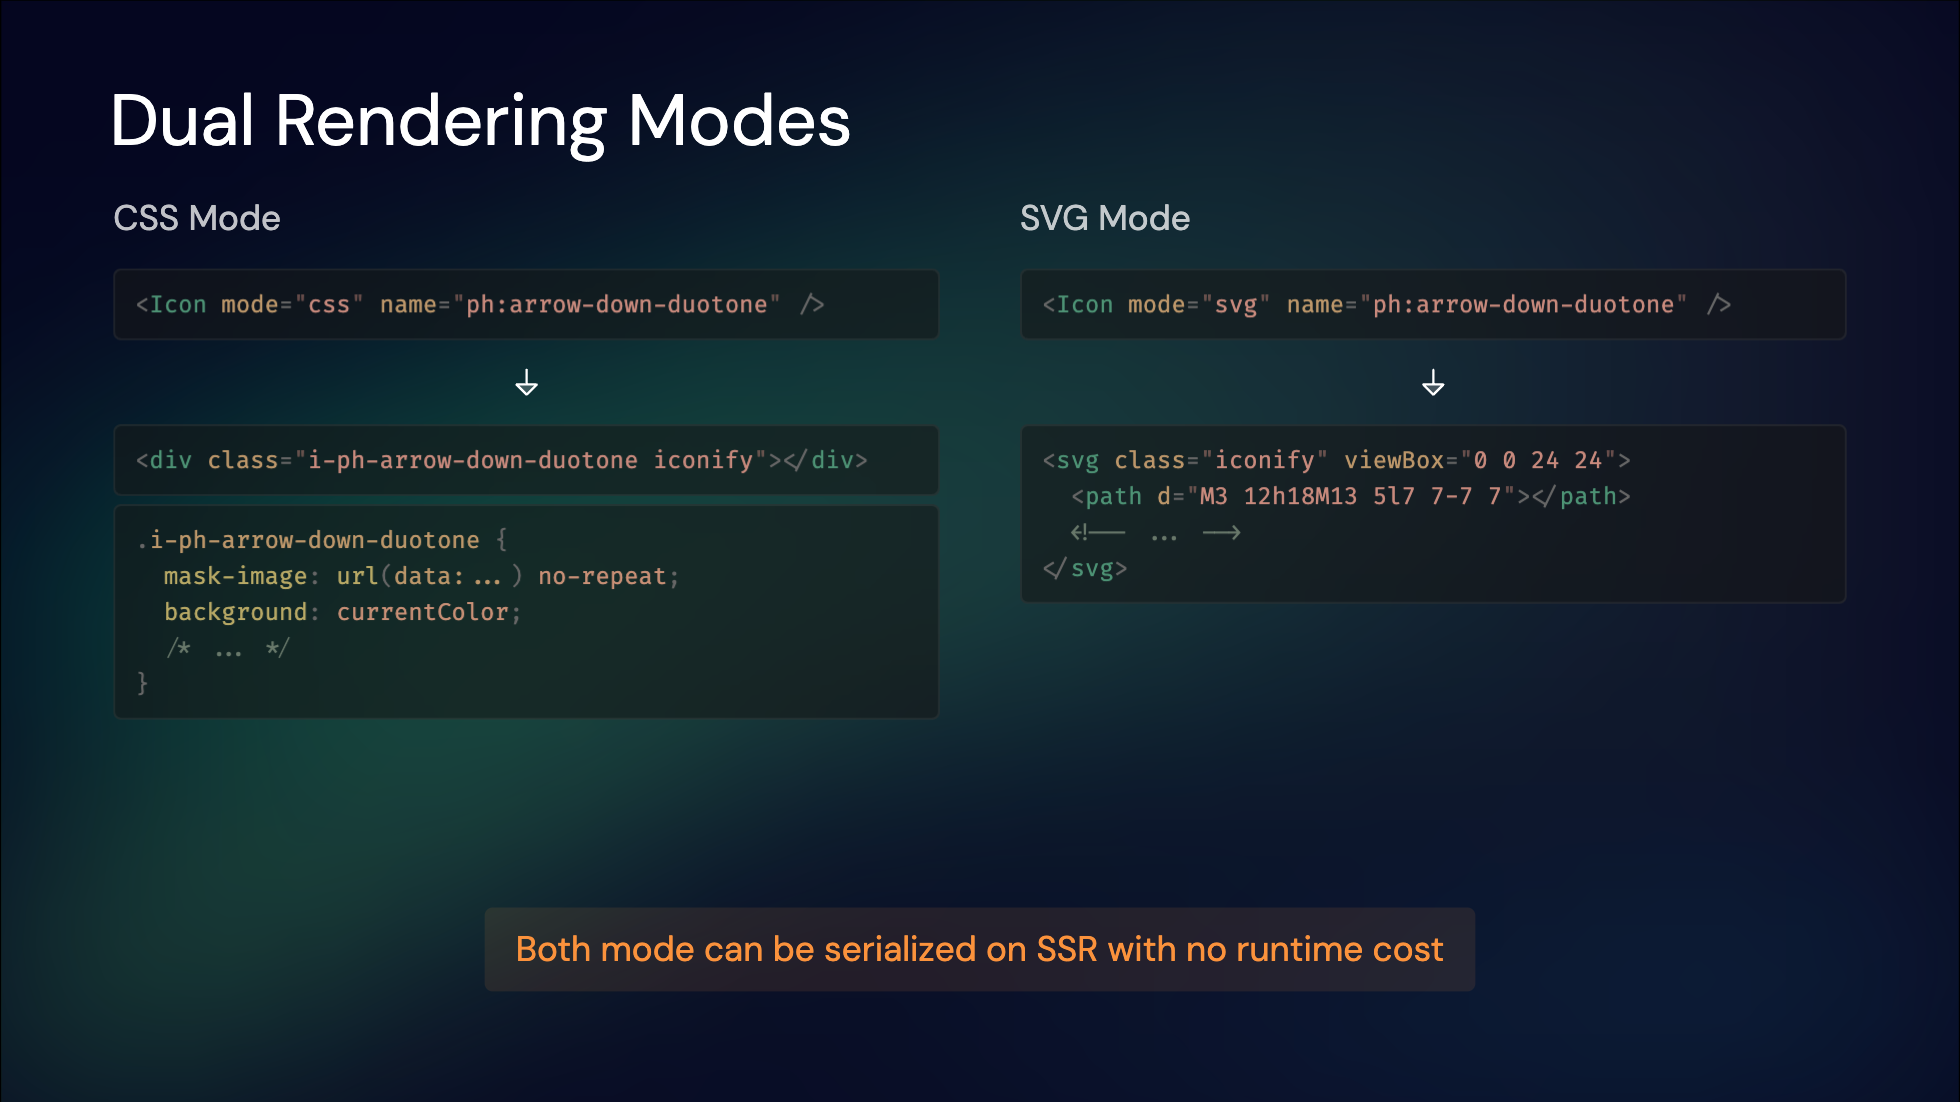 Dual Rendering Modes
CSS Mode
<Icon mode="css" name="ph:arrow-down-duotone" />
<div class="i-ph-arrow-down-duotone iconify"></div>
.i-ph-arrow-down-duotone {
  mask-image: url(data:...) no-repeat;
  background: currentColor;
  /* ... */
}
SVG Mode
<Icon mode="svg" name="ph:arrow-down-duotone" />
<svg class="iconify" viewBox="0 0 24 24">
  <path d="M3 12h18M13 5l7 7-7 7"></path>
  <!-- ... -->
</svg>
Both mode can be serialized on SSR with no runtime cost